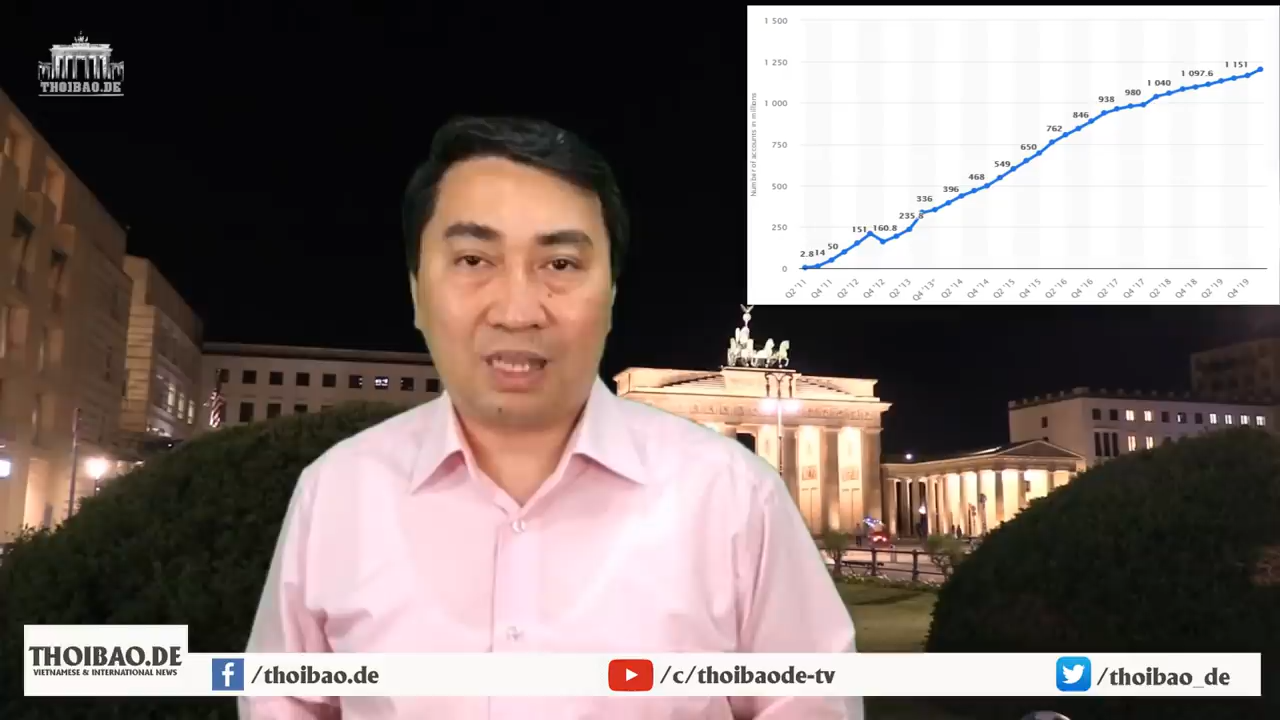 THOIBAO.DE
1 500
1 250
1 000
750
500
250
0
Number of accounts in millions
2.8
14
50
151
160.8
235.8
336
396
468
549
650
762
846
938
980
1 040
1 097.6
1 151
Q2 '11
Q4 '11
Q2 '12
Q4 '12
Q2 '13
Q4 '13*
Q2 '14
Q4 '14
Q2 '15
Q4 '15
Q2 '16
Q4 '16
Q2 '17
Q4 '17
Q2 '18
Q4 '18
Q2 '19
Q4 '19
THOIBAO.DE
VIETNAMESE & INTERNATIONAL NEWS
/thoibao.de
/c/thoibaode-tv
/thoibao_de